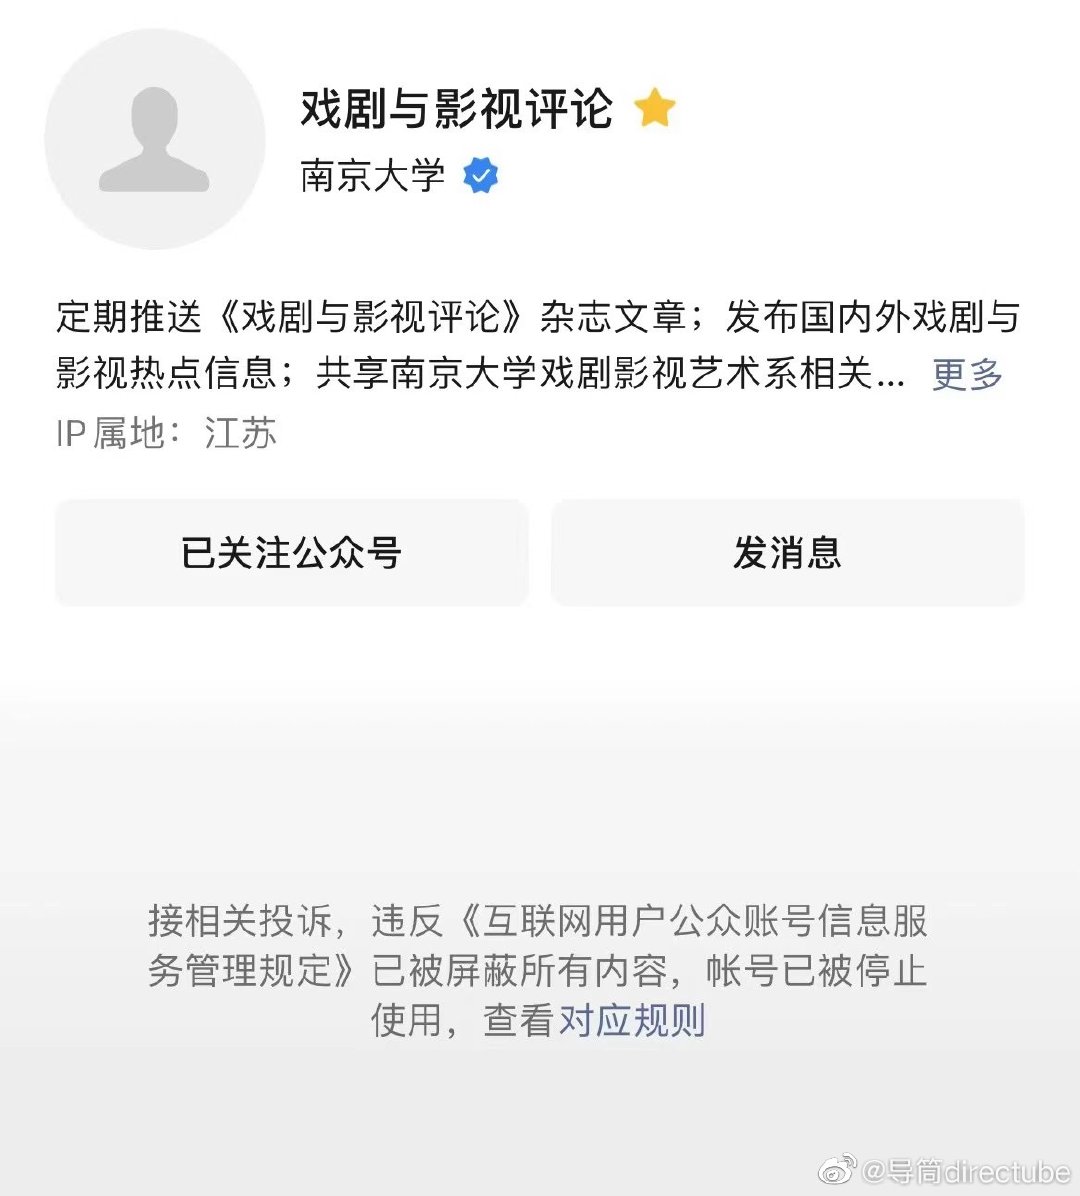 戏剧与影视评论
南京大学
定期推送《戏剧与影视评论》杂志文章；发布国内外戏剧与
影视热点信息；共享南京大学戏剧影视艺术系相关... 更多
IP属地：江苏
已关注公众号
发消息
接相关投诉，违反《互联网用户公众账号信息服
务管理规定》已被屏蔽所有内容，帐号已被停止
使用，查看对应规则
@导筒directube